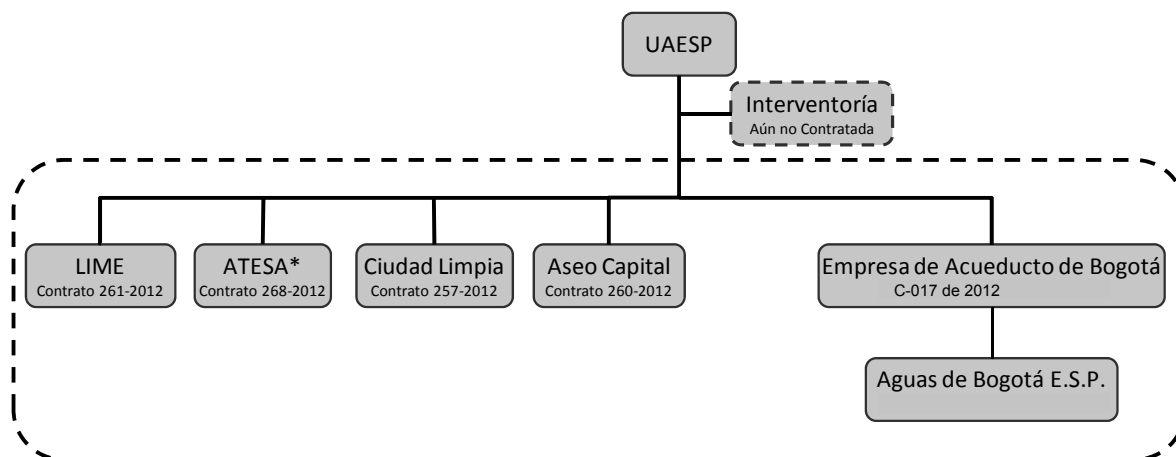 UAESP
Interventoría
Aún no Contratada
LIME
Contrato 261-2012
ATESA*
Contrato 268-2012
Ciudad Limpia
Contrato 257-2012
Aseo Capital
Contrato 260-2012
Empresa de Acueducto de Bogotá
C-017 de 2012
Aguas de Bogotá E.S.P.